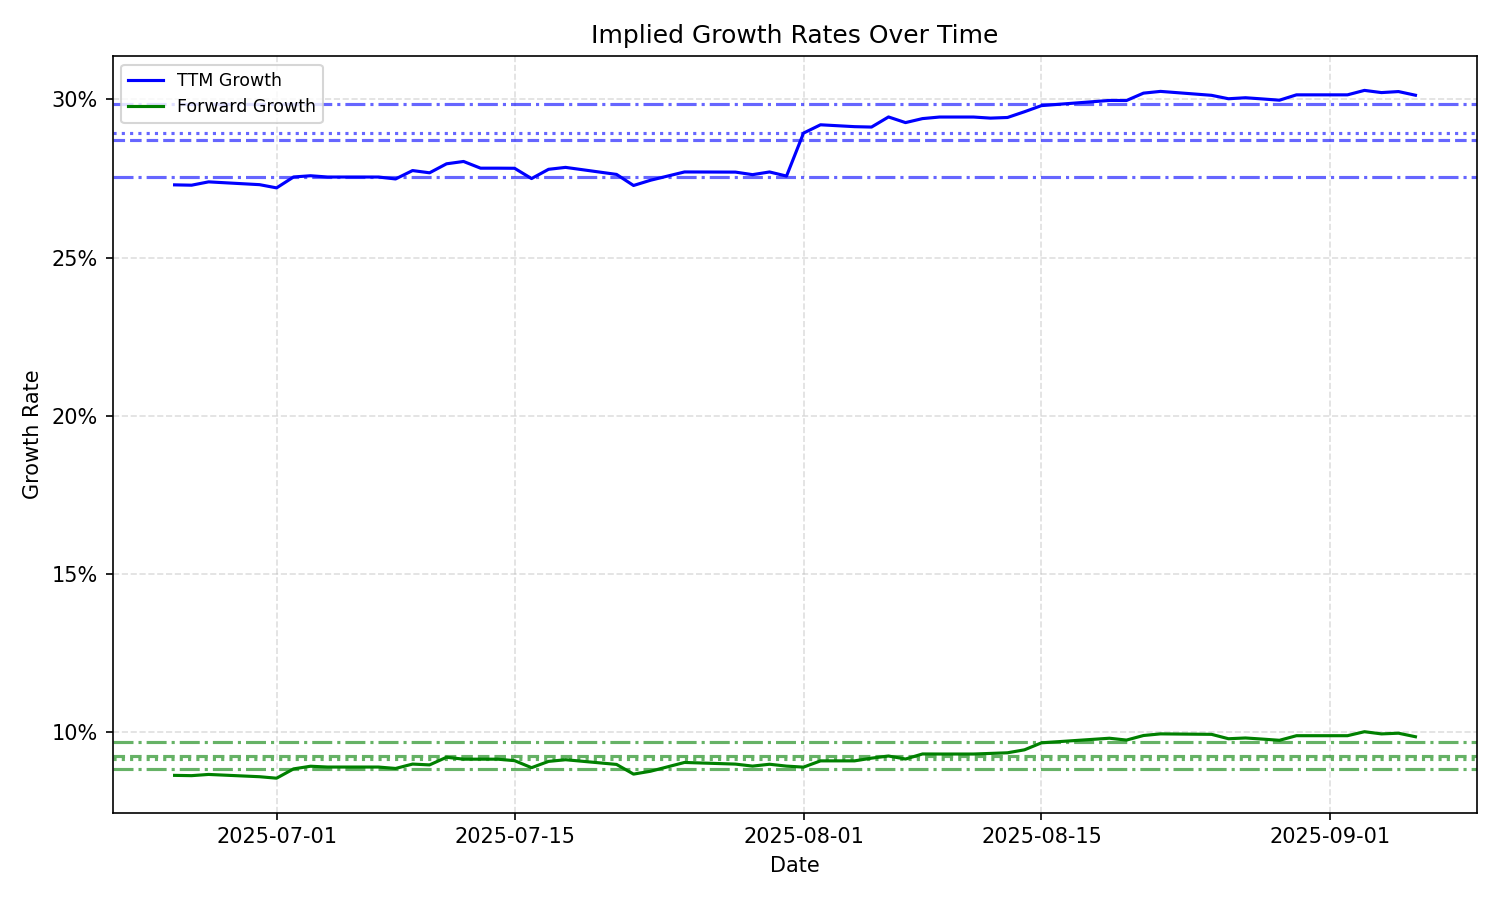 Implied Growth Rates Over Time
TTM Growth
Forward Growth
30%
25%
20%
15%
10%
Growth Rate
2025-07-01
2025-07-15
2025-08-01
2025-08-15
2025-09-01
Date